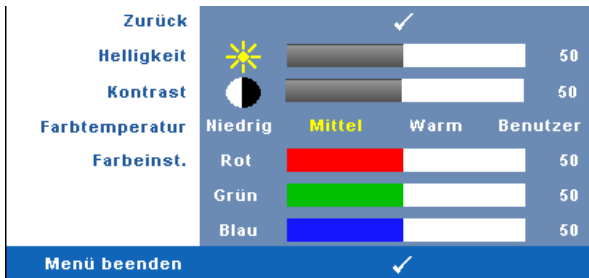 Zurück
Helligkeit 50
Kontrast 50
Farbtemperatur Niedrig Mittel Warm Benutzer
Farbeinst. Rot 50
Grün 50
Blau 50
Menü beenden